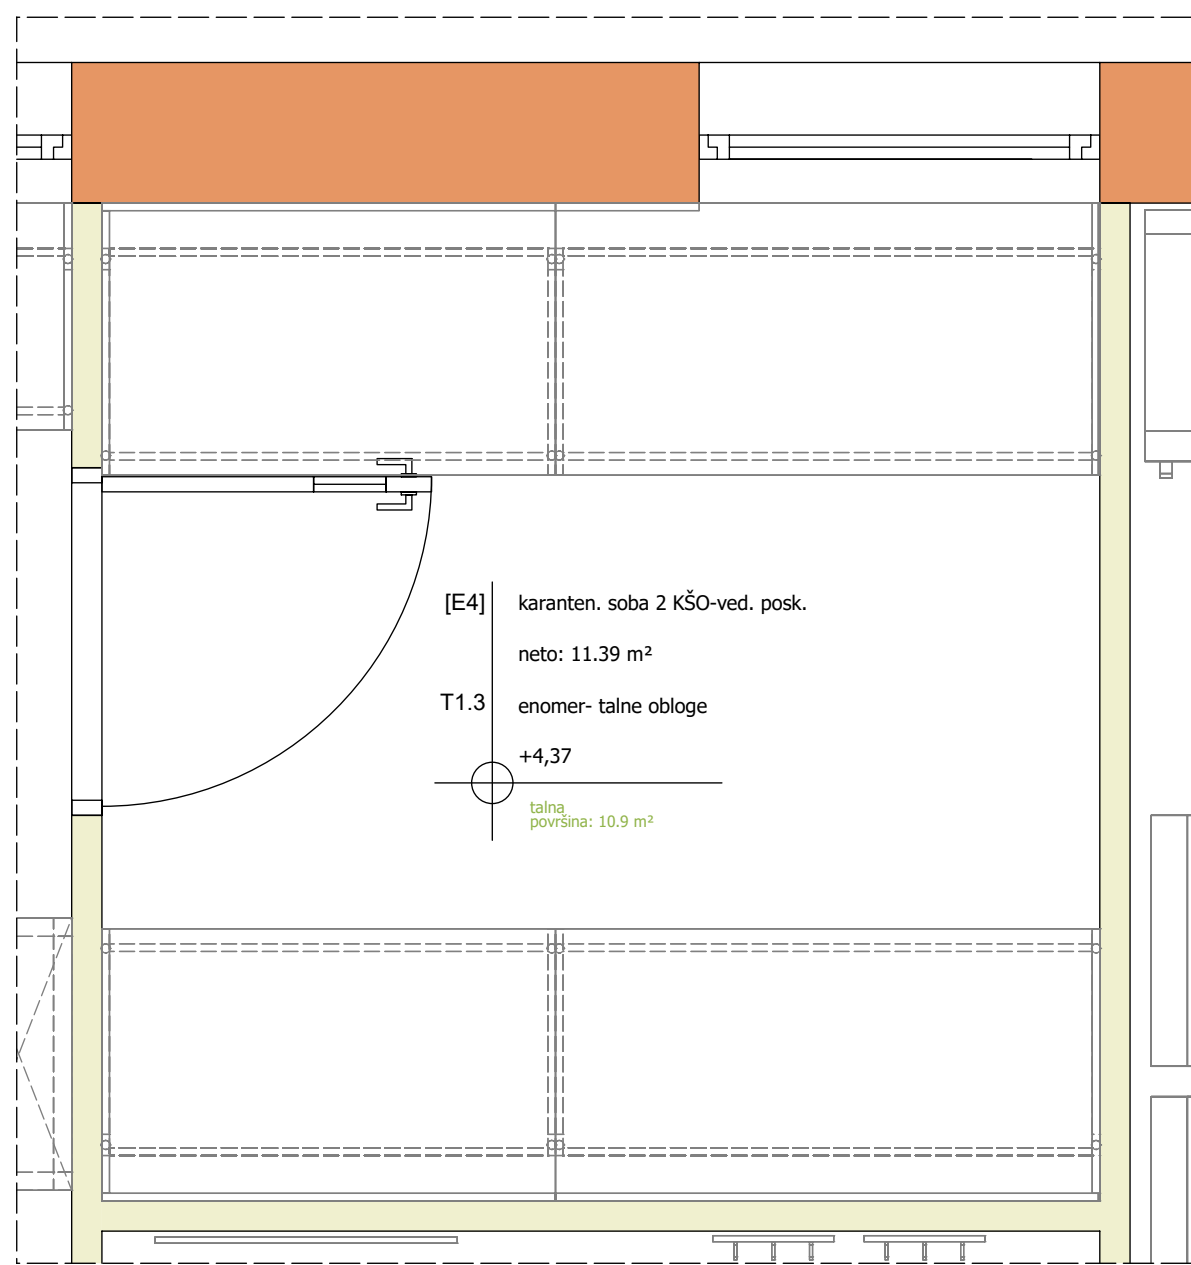 [E4] karanten. soba 2 KŠO-ved. posk.
neto: 11.39 m²
T1.3 enomer- talne obloge
+4,37
talna
površina: 10.9 m²